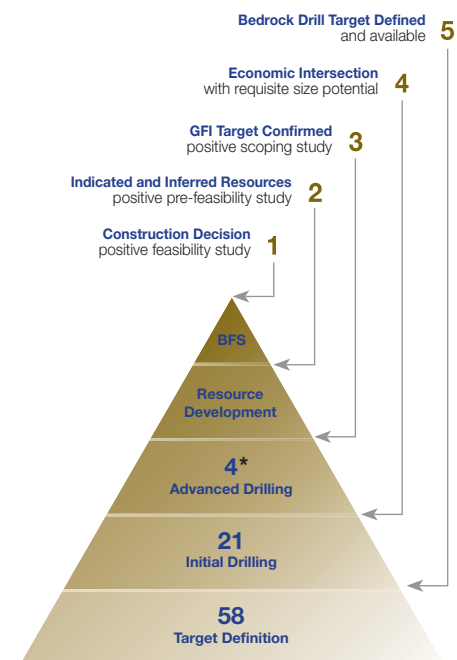 Bedrock Drill Target Defined
and available
5
Economic Intersection
with requisite size potential
4
GFI Target Confirmed
positive scoping study
3
Indicated and Inferred Resources
positive pre-feasibility study
2
Construction Decision
positive feasibility study
1
BFS
Resource
Development
4*
Advanced Drilling
21
Initial Drilling
58
Target Definition